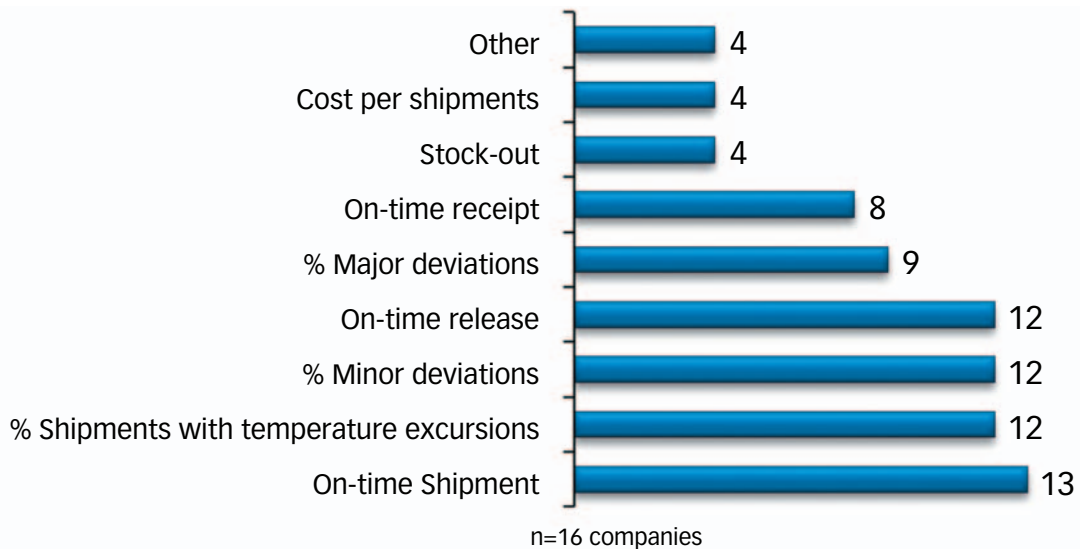 Other 4
Cost per shipments 4
Stock-out 4
On-time receipt 8
% Major deviations 9
On-time release 12
% Minor deviations 12
% Shipments with temperature excursions 12
On-time Shipment 13
n=16 companies